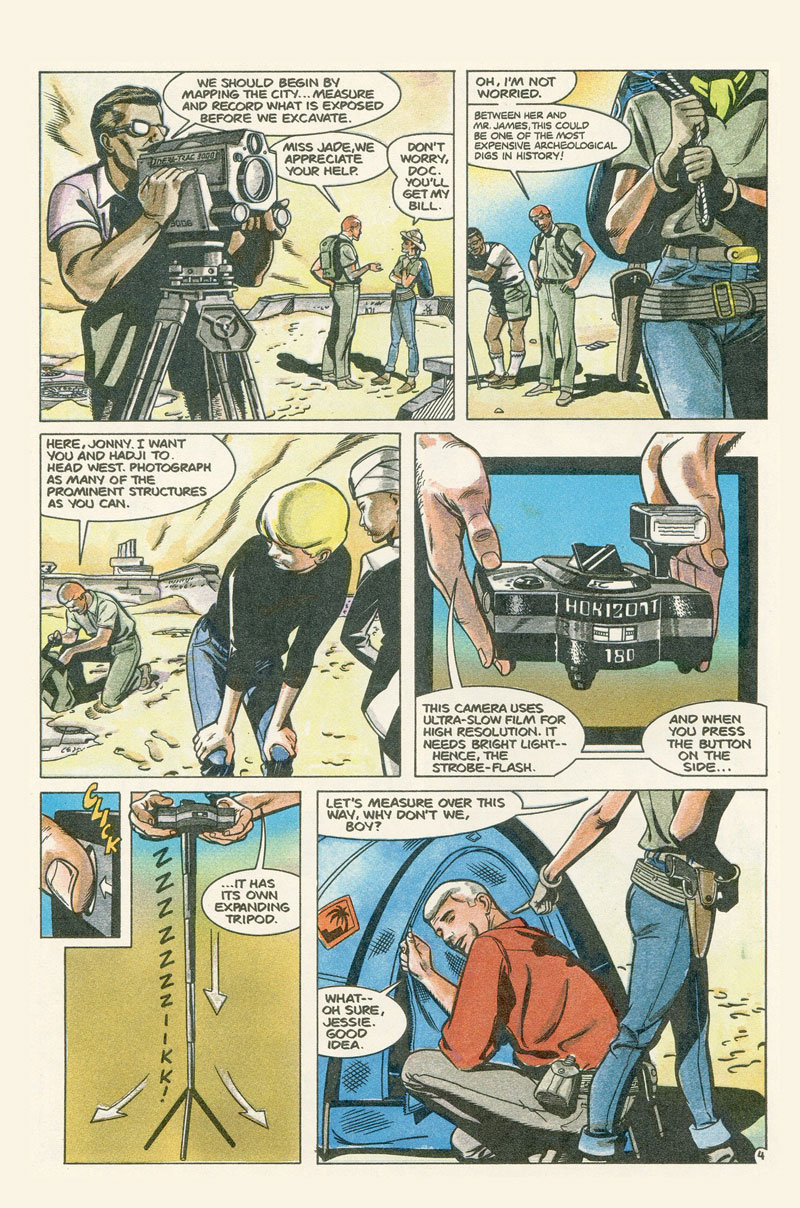 WE SHOULD BEGIN BY
MAPPING THE CITY... MEASURE
AND RECORD WHAT IS EXPOSED
BEFORE WE EXCAVATE.
3000
MISS JADE, WE
APPRECIATE
YOUR HELP.
DON'T
WORRY,
DOC.
YOU'LL
GET MY
BILL.
OH, I'M NOT
WORRIED.
BETWEEN HER AND
MR. JAMES, THIS COULD
BE ONE OF THE MOST
EXPENSIVE ARCHEOLOGICAL
DIGS IN HISTORY!
HERE, JONNY. I WANT
YOU AND HADJI TO
HEAD WEST. PHOTOGRAPH
AS MANY OF THE
PROMINENT STRUCTURES
AS YOU CAN.
HORIZONT
180
THIS CAMERA USES
ULTRA-SLOW FILM FOR
HIGH RESOLUTION. IT
NEEDS BRIGHT LIGHT--
HENCE, THE
STROBE-FLASH.
AND WHEN
YOU PRESS
THE BUTTON
ON THE
SIDE...
CLICK
ZZZZZZZZIIKK!
...IT HAS
ITS OWN
EXPANDING
TRIPOD.
LET'S MEASURE OVER THIS
WAY, WHY DON'T WE,
BOY?
WHAT--
OH SURE,
JESSIE.
GOOD
IDEA.
4